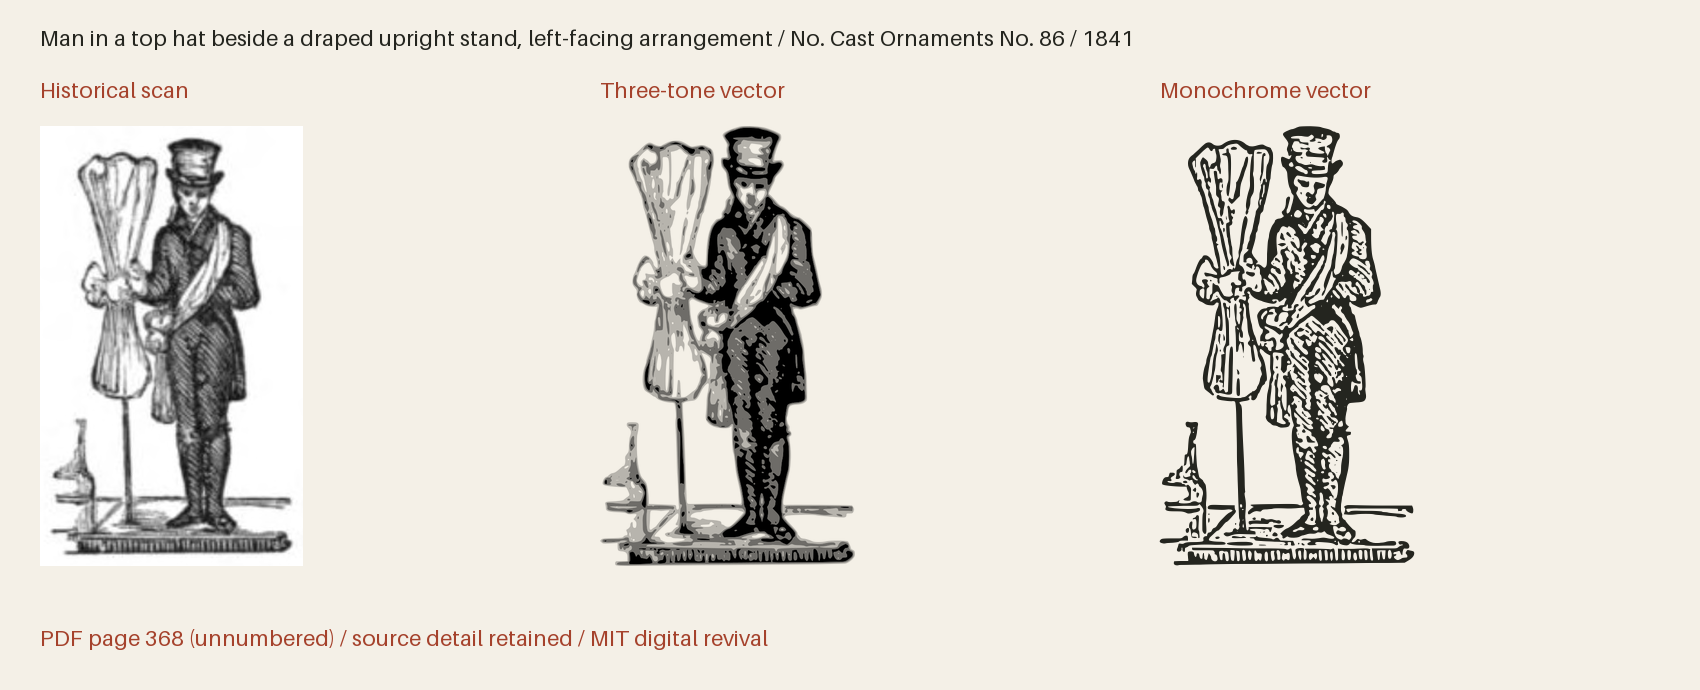 Man in a top hat beside a draped upright stand, left-facing arrangement / No. Cast Ornaments No. 86 / 1841
Historical scan
Three-tone vector
Monochrome vector
PDF page 368 (unnumbered) / source detail retained / MIT digital revival